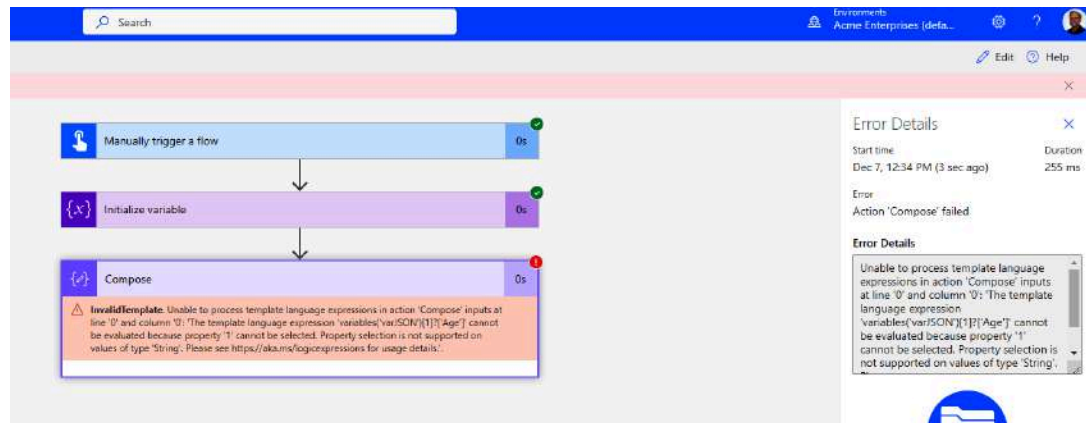 Search
Environments
Acme Enterprises (defa...
?
Edit
Help
Manually trigger a flow
0s
{x}
Initialize variable
0s
Compose
0s
InvalidTemplate. Unable to process template language expressions in action 'Compose' inputs at
line '0' and column '0': 'The template language expression 'variables('varJSON')[1]?['Age']' cannot
be evaluated because property '1' cannot be selected. Property selection is not supported on
values of type 'String'. Please see https://aka.ms/logicexpressions for usage details.'.
Error Details
Start time
Duration
Dec 7, 12:34 PM (3 sec ago)
255 ms
Error
Action 'Compose' failed
Error Details
Unable to process template language
expressions in action 'Compose' inputs
at line '0' and column '0': 'The template
language expression
'variables('varJSON')[1]?['Age']' cannot
be evaluated because property '1'
cannot be selected. Property selection is
not supported on values of type 'String'.